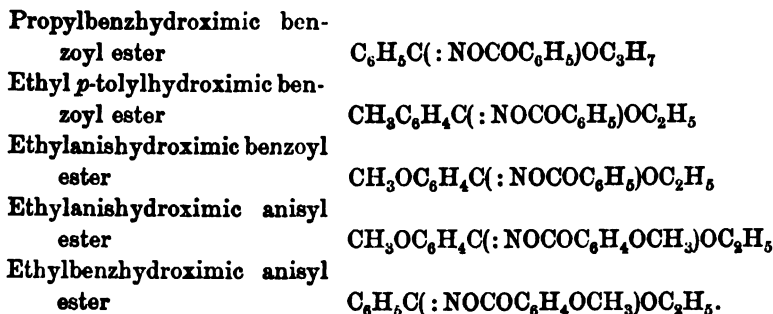 Propylbenzhydroximic ben-
zoyl ester C₆H₅C(:NOCOC₆H₅)OC₃H₇
Ethyl p-tolylhydroximic ben-
zoyl ester CH₃C₆H₄C(:NOCOC₆H₅)OC₂H₅
Ethylanishydroximic benzoyl
ester CH₃OC₆H₄C(:NOCOC₆H₅)OC₂H₅
Ethylanishydroximic anisyl
ester CH₃OC₆H₄C(:NOCOC₆H₄OCH₃)OC₂H₅
Ethylbenzhydroximic anisyl
ester C₆H₅C(:NOCOC₆H₄OCH₃)OC₂H₅.